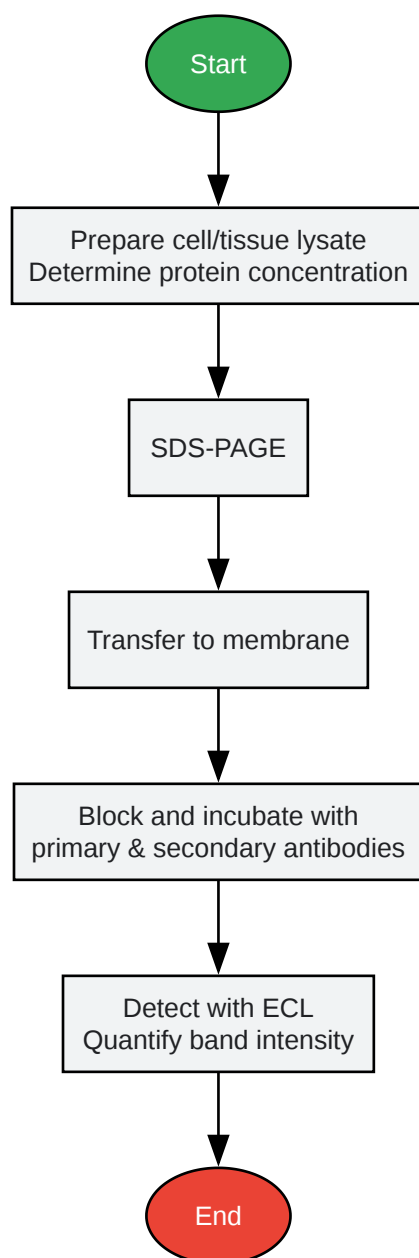 Start
Prepare cell/tissue lysate
Determine protein concentration
SDS-PAGE
Transfer to membrane
Block and incubate with
primary & secondary antibodies
Detect with ECL
Quantify band intensity
End